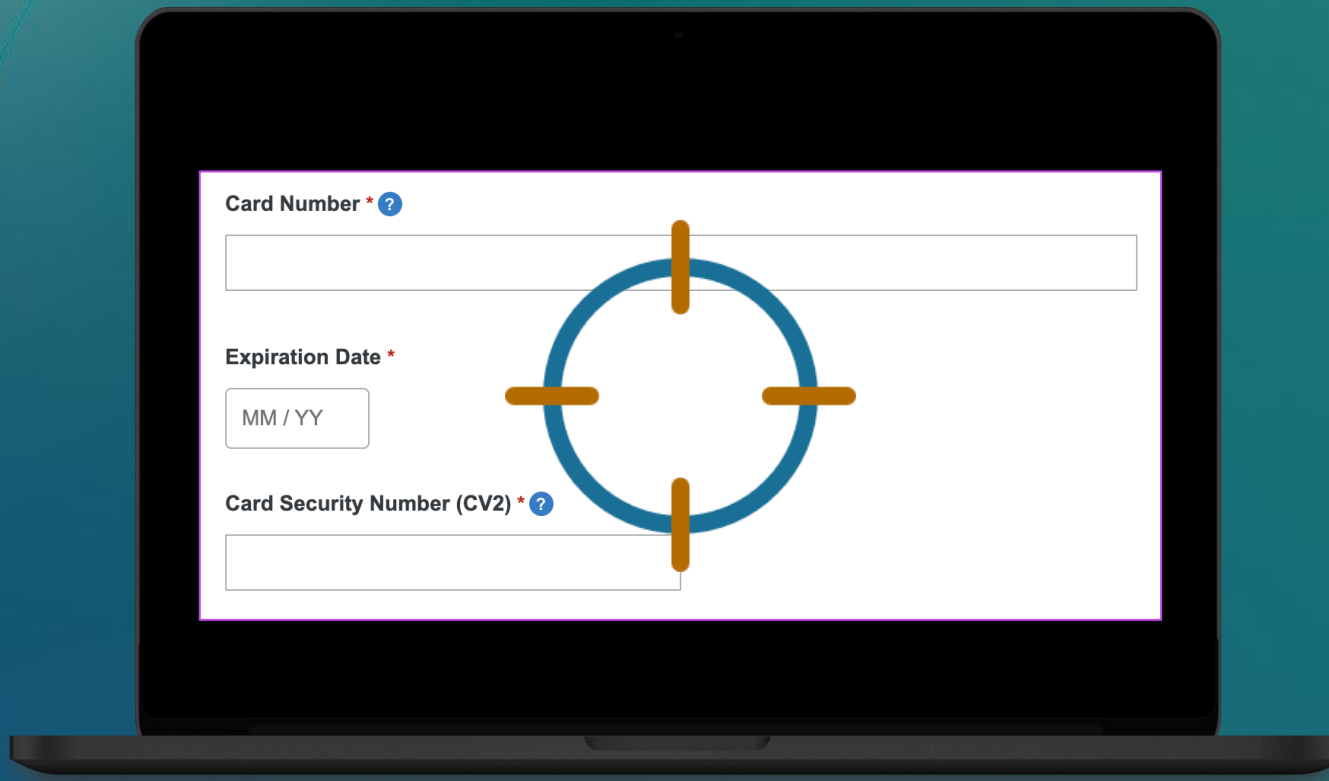 Card Number * ?
Expiration Date *
MM / YY
Card Security Number (CV2) * ?